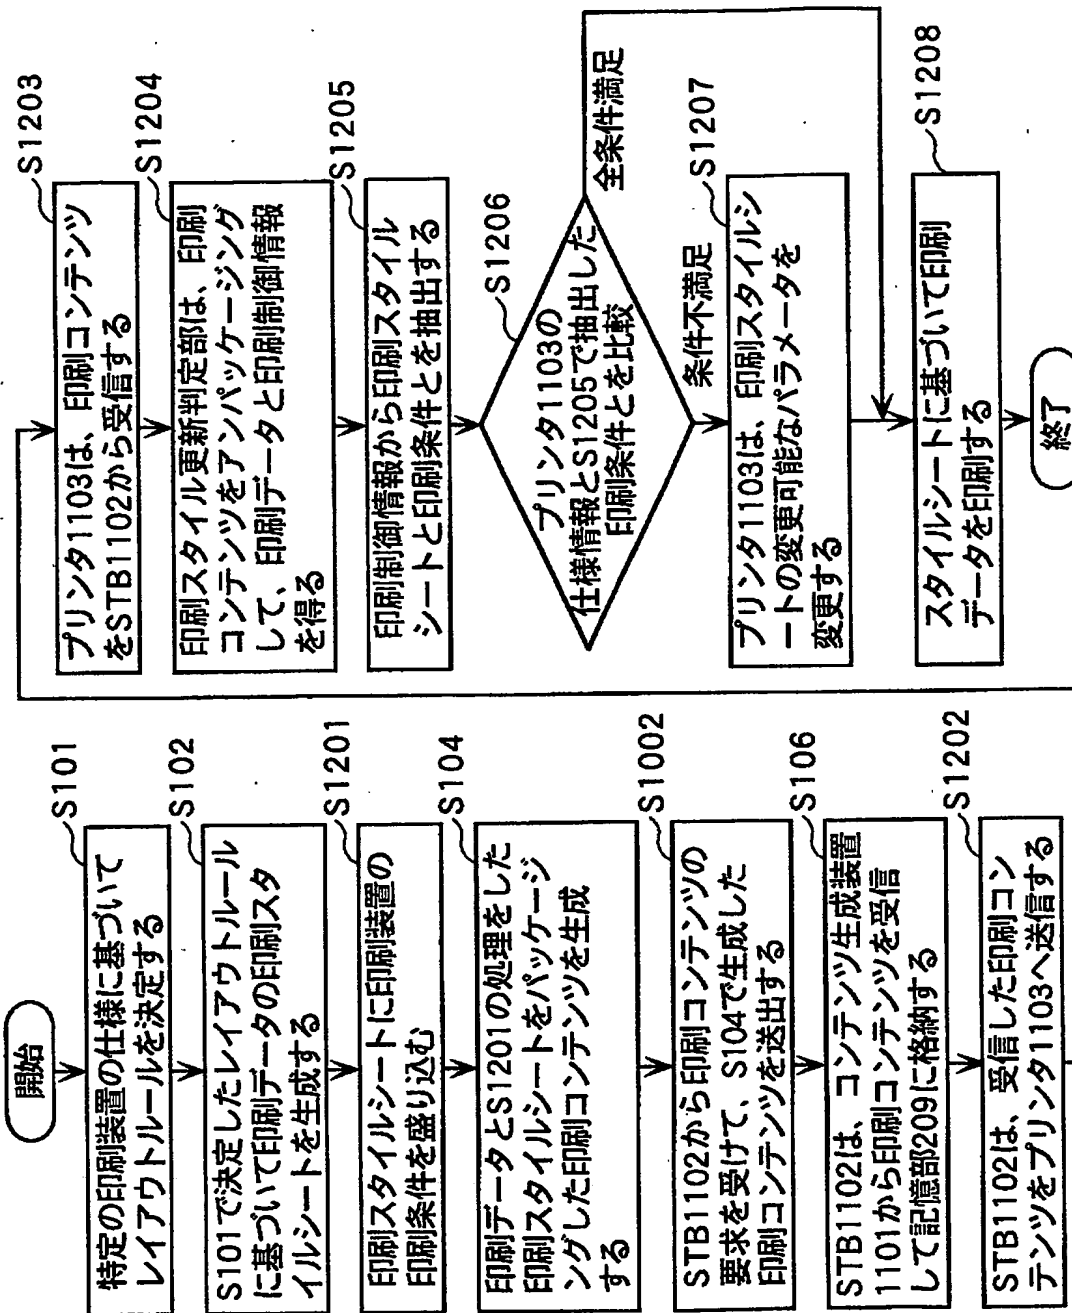 開始
S101
特定の印刷装置の仕様に基づいて
レイアウトルールを決定する
S102
S101で決定したレイアウトルール
に基づいて印刷データの印刷スタ
イルシートを生成する
S1201
印刷スタイルシートに印刷装置の
印刷条件を盛り込む
S104
印刷データとS1201の処理をした
印刷スタイルシートをパッケージ
ングした印刷コンテンツを生成
する
S1002
STB1102から印刷コンテンツの
要求を受けて、S104で生成した
印刷コンテンツを送出する
S106
STB1102は、コンテンツ生成装置
1101から印刷コンテンツを受信
して記憶部209に格納する
S1202
STB1102は、受信した印刷コン
テンツをプリンタ1103へ送信する
S1203
プリンタ1103は、印刷コンテンツ
をSTB1102から受信する
S1204
印刷スタイル更新判定部は、印刷
コンテンツをアンパッケージング
して、印刷データと印刷制御情報
を得る
S1205
印刷制御情報から印刷スタイル
シートと印刷条件とを抽出する
S1206
プリンタ1103の
仕様情報とS1205で抽出した
印刷条件とを比較
全条件満足
条件不満足
S1207
プリンタ1103は、印刷スタイルシ
ートの変更可能なパラメータを
変更する
S1208
スタイルシートに基づいて印刷
データを印刷する
終了